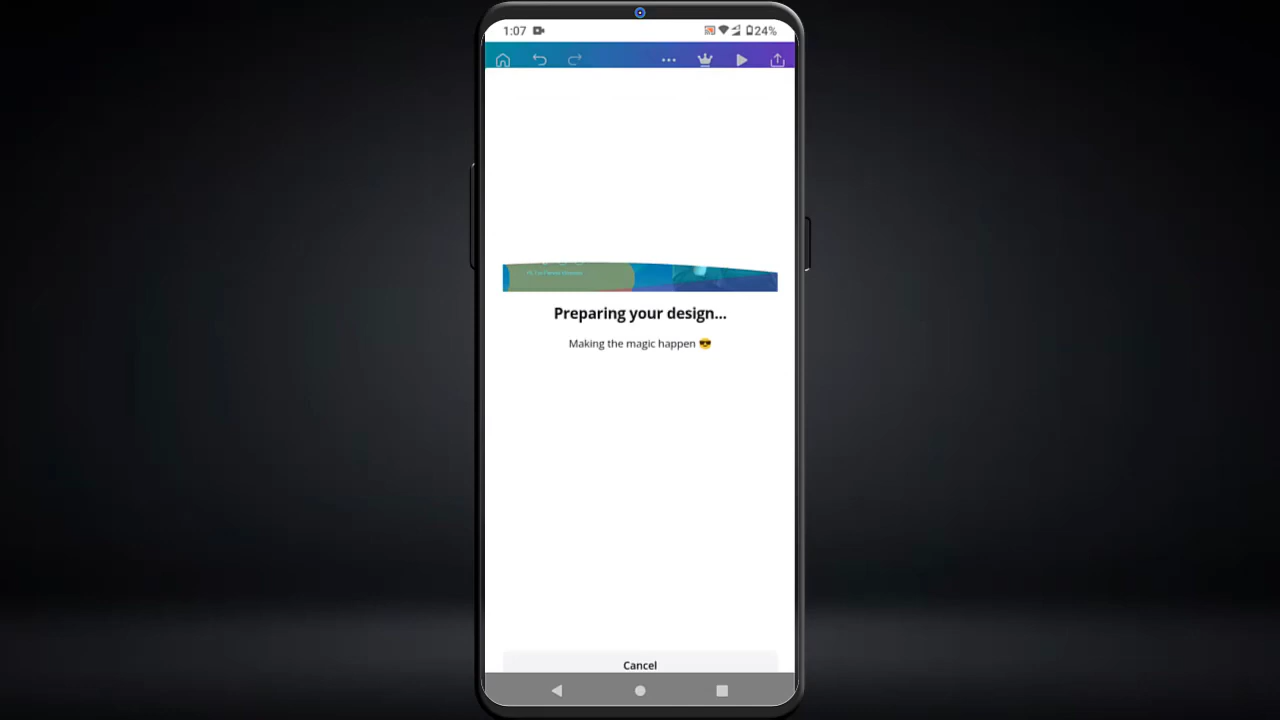 1:07
24%
Preparing your design...
Making the magic happen 😎
Cancel